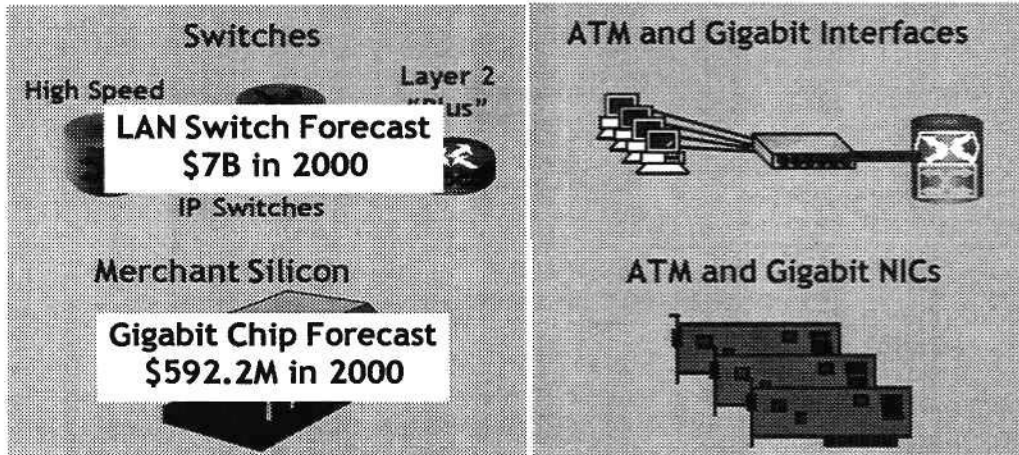 Switches
High Speed
Layer 2
"Plus"
LAN Switch Forecast
$7B in 2000
IP Switches
Merchant Silicon
Gigabit Chip Forecast
$592.2M in 2000
ATM and Gigabit Interfaces
ATM and Gigabit NICs